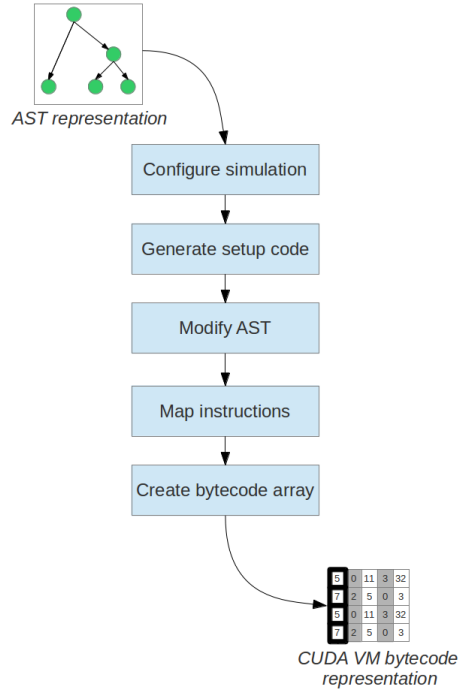 AST representation
Configure simulation
Generate setup code
Modify AST
Map instructions
Create bytecode array
5 0 11 3 32
7 2 5 0 3
5 0 11 3 32
7 2 5 0 3
CUDA VM bytecode
representation